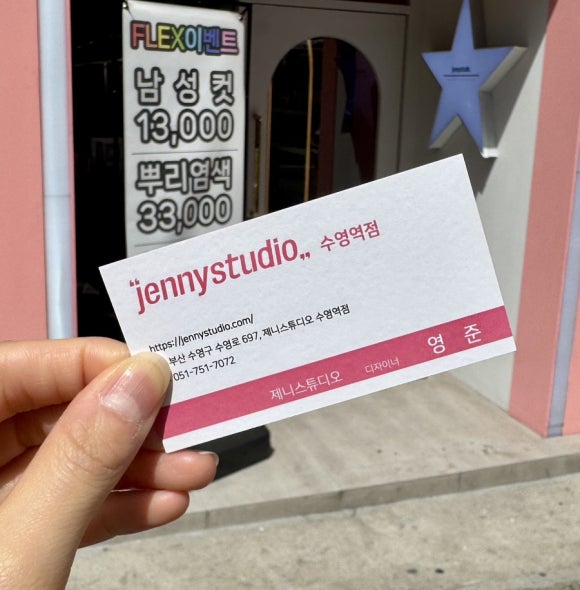 FLEX이벤트
남성컷
13,000
뿌리염색
33,000
"jennystudio„ 수영역점
https://jennystudio.com/
부산 수영구 수영로 697, 제니스튜디오 수영역점
051-751-7072
제니스튜디오 디자이너 영 준